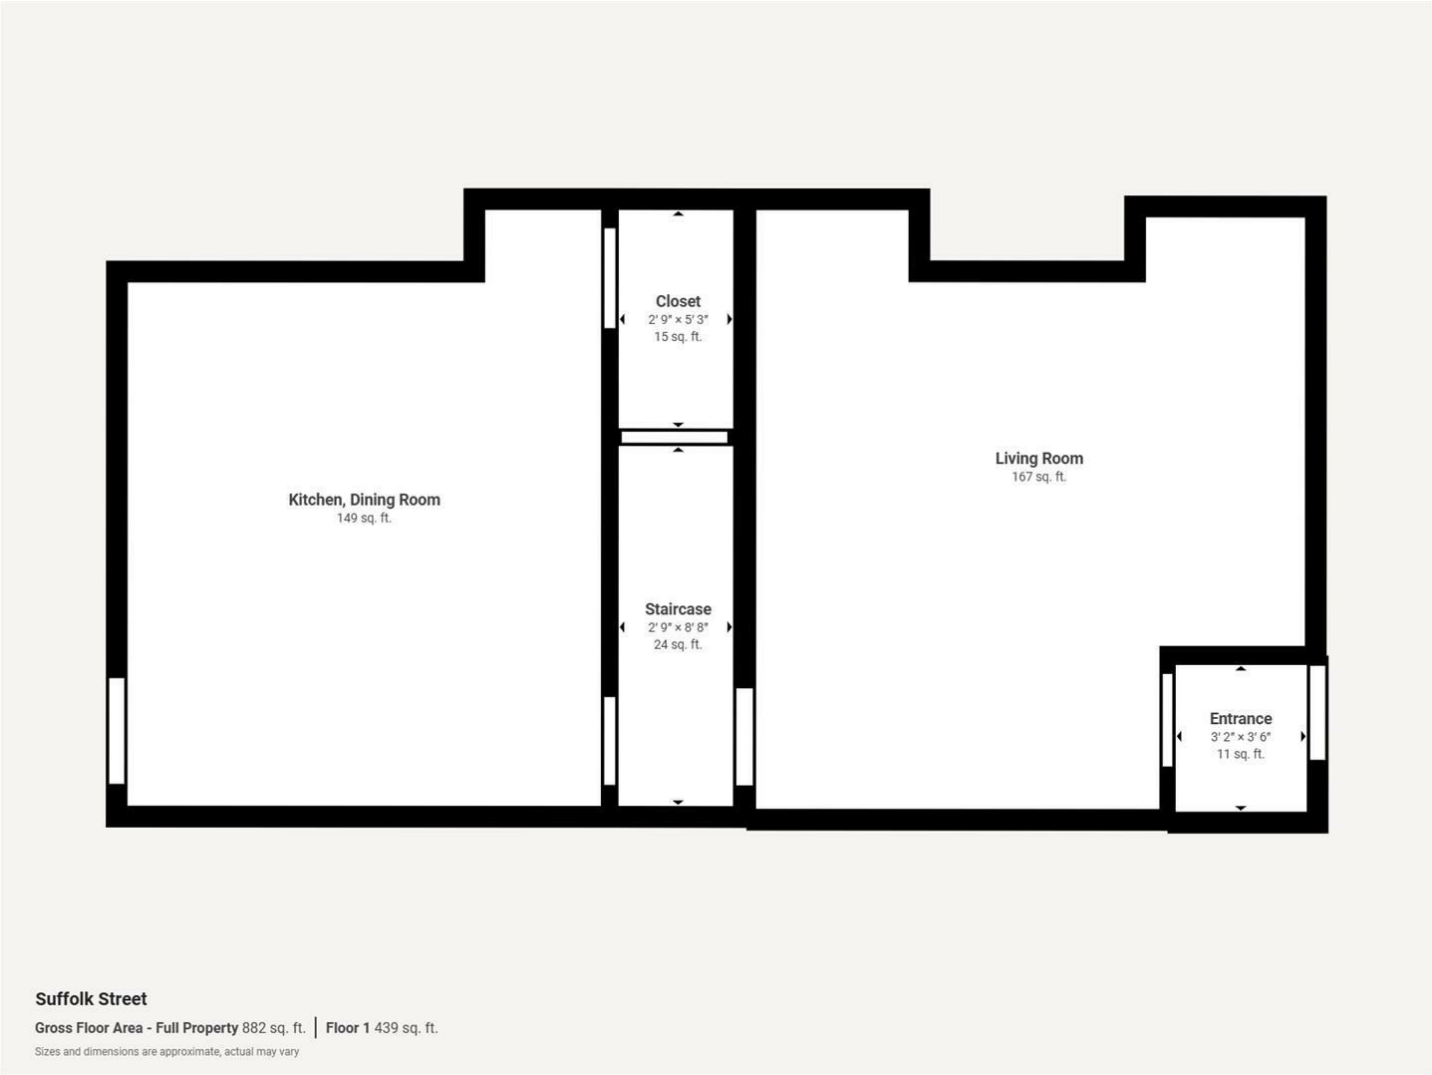 Closet
2' 9" × 5' 3"
15 sq. ft.
Living Room
167 sq. ft.
Kitchen, Dining Room
149 sq. ft.
Staircase
2' 9" × 8' 8"
24 sq. ft.
Entrance
3' 2" × 3' 6"
11 sq. ft.
Suffolk Street
Gross Floor Area - Full Property 882 sq. ft. | Floor 1 439 sq. ft.
Sizes and dimensions are approximate, actual may vary